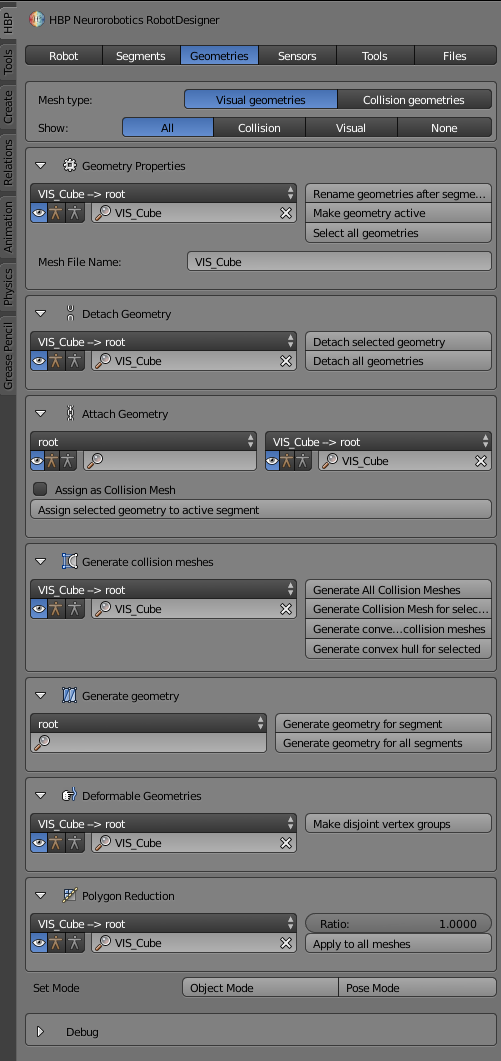 HBP
Tools
Create
Relations
Animation
Physics
Grease Pencil
HBP Neurorobotics RobotDesigner
Robot Segments Geometries Sensors Tools Files
Mesh type: Visual geometries Collision geometries
Show: All Collision Visual None
Geometry Properties
VIS_Cube --> root Rename geometries after segme...
VIS_Cube Make geometry active
Select all geometries
Mesh File Name: VIS_Cube
Detach Geometry
VIS_Cube --> root Detach selected geometry
VIS_Cube Detach all geometries
Attach Geometry
root VIS_Cube --> root
VIS_Cube
Assign as Collision Mesh
Assign selected geometry to active segment
Generate collision meshes
VIS_Cube --> root Generate All Collision Meshes
VIS_Cube Generate Collision Mesh for selec...
Generate conve...collision meshes
Generate convex hull for selected
Generate geometry
root Generate geometry for segment
Generate geometry for all segments
Deformable Geometries
VIS_Cube --> root Make disjoint vertex groups
VIS_Cube
Polygon Reduction
VIS_Cube --> root Ratio: 1.0000
VIS_Cube Apply to all meshes
Set Mode Object Mode Pose Mode
Debug